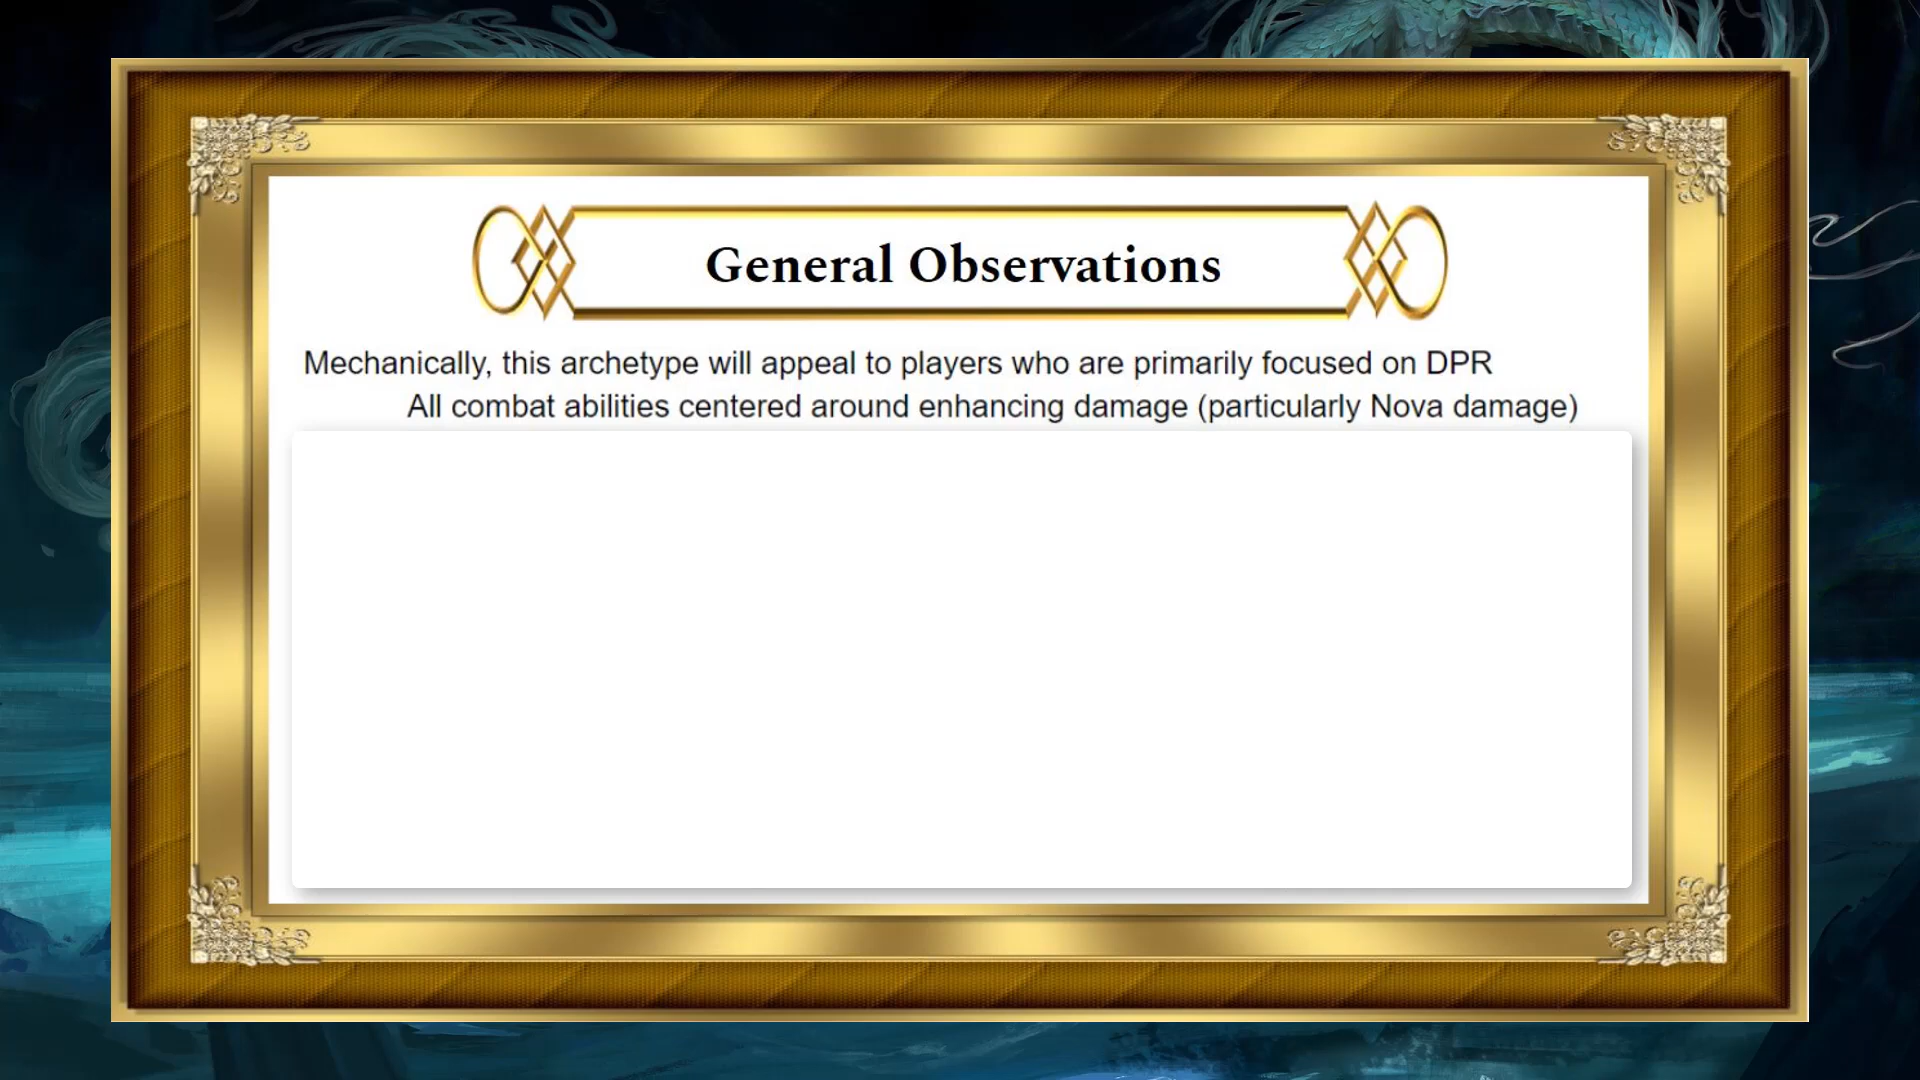 General Observations
Mechanically, this archetype will appeal to players who are primarily focused on DPR
All combat abilities centered around enhancing damage (particularly Nova damage)